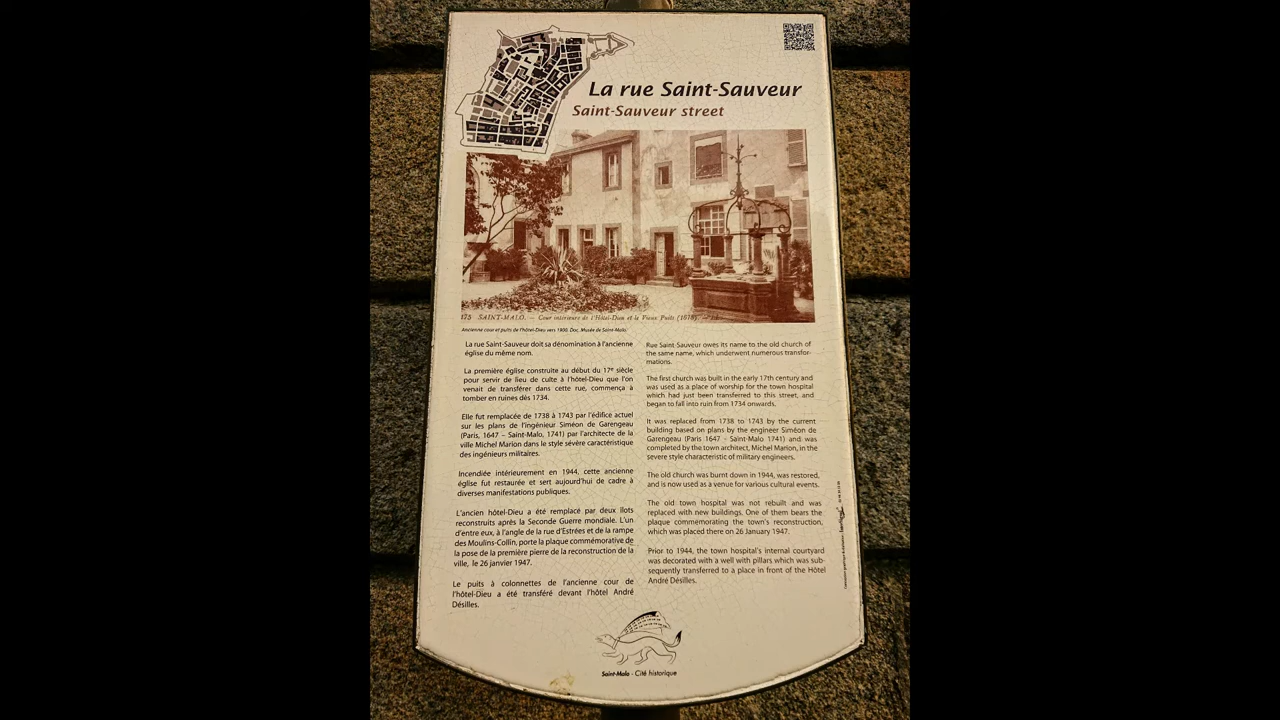 La rue Saint-Sauveur
Saint-Sauveur street
175 SAINT-MALO. — Cour intérieure de l'Hôtel-Dieu et le Vieux Puits (1678).
Ancienne cour et puits de l'Hôtel-Dieu vers 1900, Doc. Musée de Saint-Malo.
La rue Saint-Sauveur doit sa dénomination à l'ancienne
église du même nom.
La première église construite au début du 17e siècle
pour servir de lieu de culte à l'hôtel-Dieu que l'on
venait de transférer dans cette rue, commença à
tomber en ruines dès 1734.
Elle fut remplacée de 1738 à 1743 par l'édifice actuel
sur les plans de l'ingénieur Siméon de Garengeau
(Paris, 1647 – Saint-Malo, 1741) par l'architecte de la
ville Michel Marion dans le style sévère caractéristique
des ingénieurs militaires.
Incendiée intérieurement en 1944, cette ancienne
église fut restaurée et sert aujourd'hui de cadre à
diverses manifestations publiques.
L'ancien hôtel-Dieu a été remplacé par deux îlots
reconstruits après la Seconde Guerre mondiale. L'un
d'entre eux, à l'angle de la rue d'Estrées et de la rampe
des Moulins-Collin, porte la plaque commémorative de
la pose de la première pierre de la reconstruction de la
ville, le 26 janvier 1947.
Le puits à colonnettes de l'ancienne cour de
l'hôtel-Dieu a été transféré devant l'hôtel André
Désilles.
Rue Saint-Sauveur owes its name to the old church of
the same name, which underwent numerous transfor-
mations.
The first church was built in the early 17th century and
was used as a place of worship for the town hospital
which had just been transferred to this street, and
began to fall into ruin from 1734 onwards.
It was replaced from 1738 to 1743 by the current
building based on plans by the engineer Siméon de
Garengeau (Paris 1647 - Saint-Malo 1741) and was
completed by the town architect, Michel Marion, in the
severe style characteristic of military engineers.
The old church was burnt down in 1944, was restored,
and is now used as a venue for various cultural events.
The old town hospital was not rebuilt and was
replaced with new buildings. One of them bears the
plaque commemorating the town's reconstruction,
which was placed there on 26 January 1947.
Prior to 1944, the town hospital's internal courtyard
was decorated with a well with pillars which was sub-
sequently transferred to a place in front of the Hôtel
André Désilles.
Saint-Malo - Cité historique